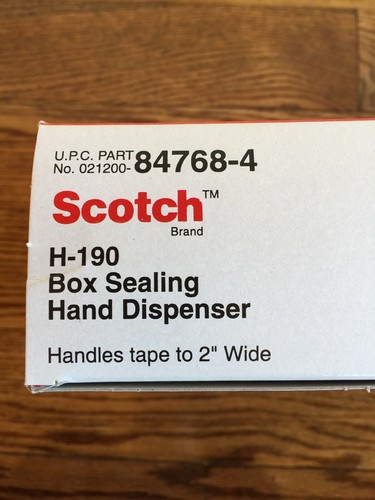 U.P.C. PART
No. 021200-84768-4
Scotch™
Brand
H-190
Box Sealing
Hand Dispenser
Handles tape to 2" Wide